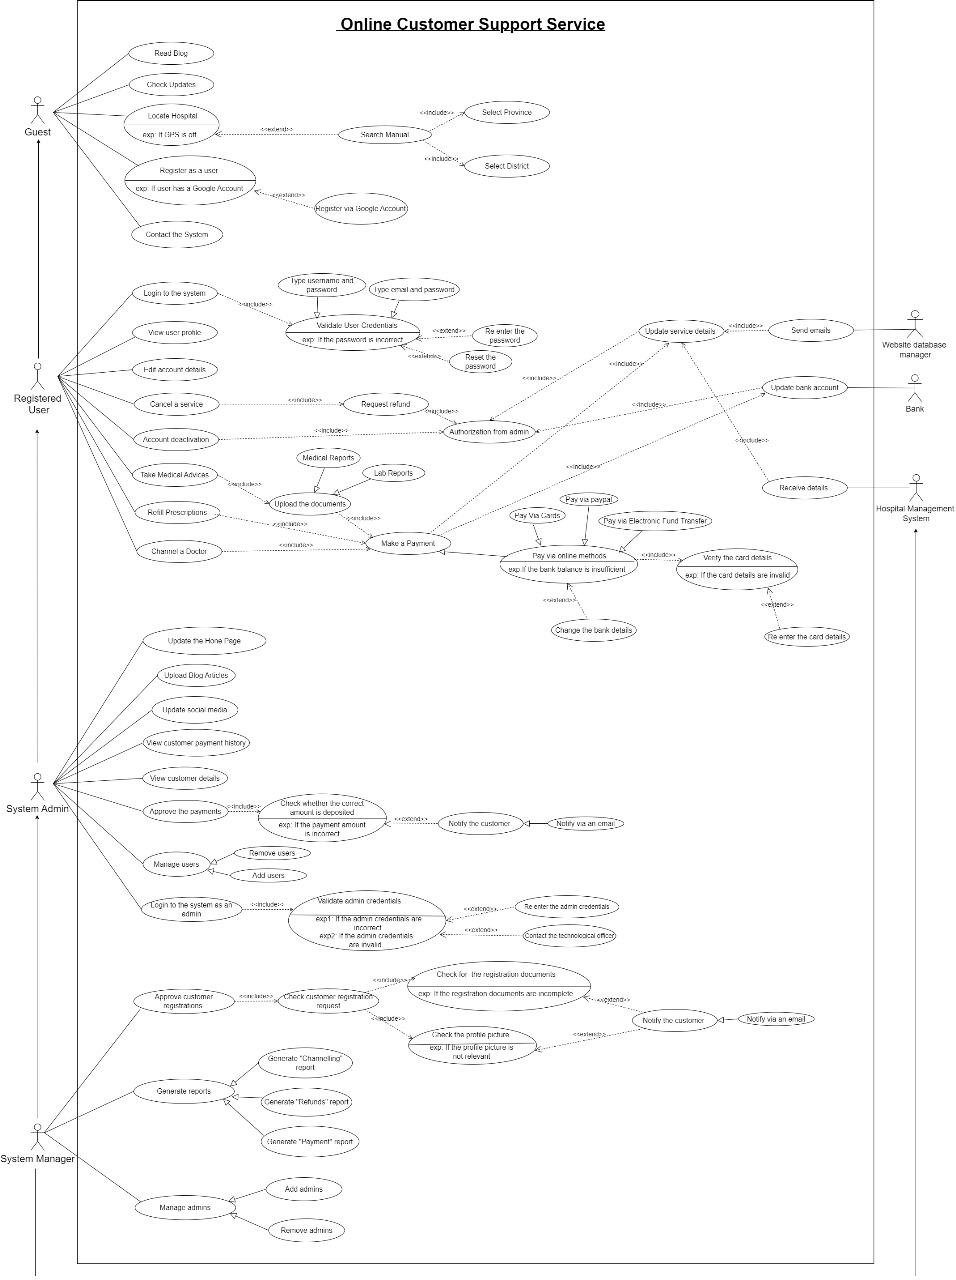 Online Customer Support Service
Read Blog
Check Updates
Locate Hospital
exp: If GPS is off
<<extend>>
Search Manual
<<include>>
Select Province
<<include>>
Select District
Guest
Register as a user
exp: If user has a Google Account
<<extend>>
Register via Google Account
Contact the System
Login to the system
<<include>>
Type username and
password
Type email and password
Validate User Credentials
exp: If the password is incorrect
<<extend>>
Re enter the
password
<<extend>>
Reset the
password
View user profile
Edit account details
Registered
User
Cancel a service
<<include>>
Request refund
<<include>>
Authorization from admin
Account deactivation
<<include>>
Update service details
<<include>>
Send emails
Website database
manager
<<include>>
<<include>>
Update bank account
Bank
<<include>>
<<include>>
<<include>>
Receive details
Hospital Management
System
Take Medical Advices
<<include>>
Medical Reports
Lab Reports
Upload the documents
<<include>>
Refill Prescriptions
<<include>>
Channel a Doctor
<<include>>
Make a Payment
Pay via paypal
Pay Via Cards
Pay via Electronic Fund Transfer
Pay via online methods
exp:If the bank balance is insufficient
<<include>>
Verify the card details
exp: If the card details are invalid
<<extend>>
Change the bank details
<<extend>>
Re enter the card details
Update the Hone Page
Upload Blog Articles
Update social media
View customer payment history
View customer details
System Admin
Approve the payments
<<include>>
Check whether the correct
amount is deposited
exp: If the payment amount
is incorrect
<<extend>>
Notify the customer
Notify via an email
Manage users
Remove users
Add users
Login to the system as an
admin
<<include>>
Validate admin credentials
exp1: If the admin credentials are
incorrect
exp2: If the admin credentials
are invalid
<<extend>>
Re enter the admin credentials
<<extend>>
Contact the technological officer
Approve customer
registrations
<<include>>
Check customer registration
request
<<include>>
Check for the registration documents
exp: If the registration documents are incomplete
<<extend>>
<<include>>
Check the profile picture
exp: If the profile picture is
not relevant
<<extend>>
Notify the customer
Notify via an email
Generate reports
Generate "Channelling"
report
Generate "Refunds" report
Generate "Payment" report
System Manager
Manage admins
Add admins
Remove admins